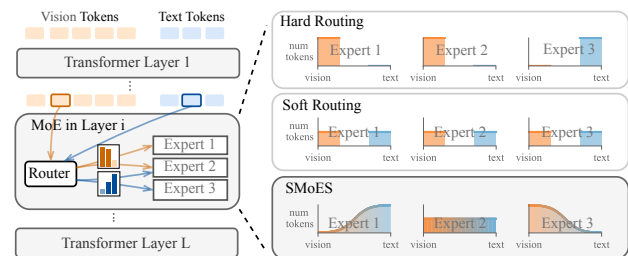 Vision Tokens Text Tokens
Transformer Layer 1
MoE in Layer i
Router
Expert 1
Expert 2
Expert 3
Transformer Layer L
Hard Routing
num
tokens
Expert 1 Expert 2 Expert 3
vision text vision text vision text
Soft Routing
num
tokens
Expert 1 Expert 2 Expert 3
vision text vision text vision text
SMoES
num
tokens
Expert 1 Expert 2 Expert 3
vision text vision text vision text